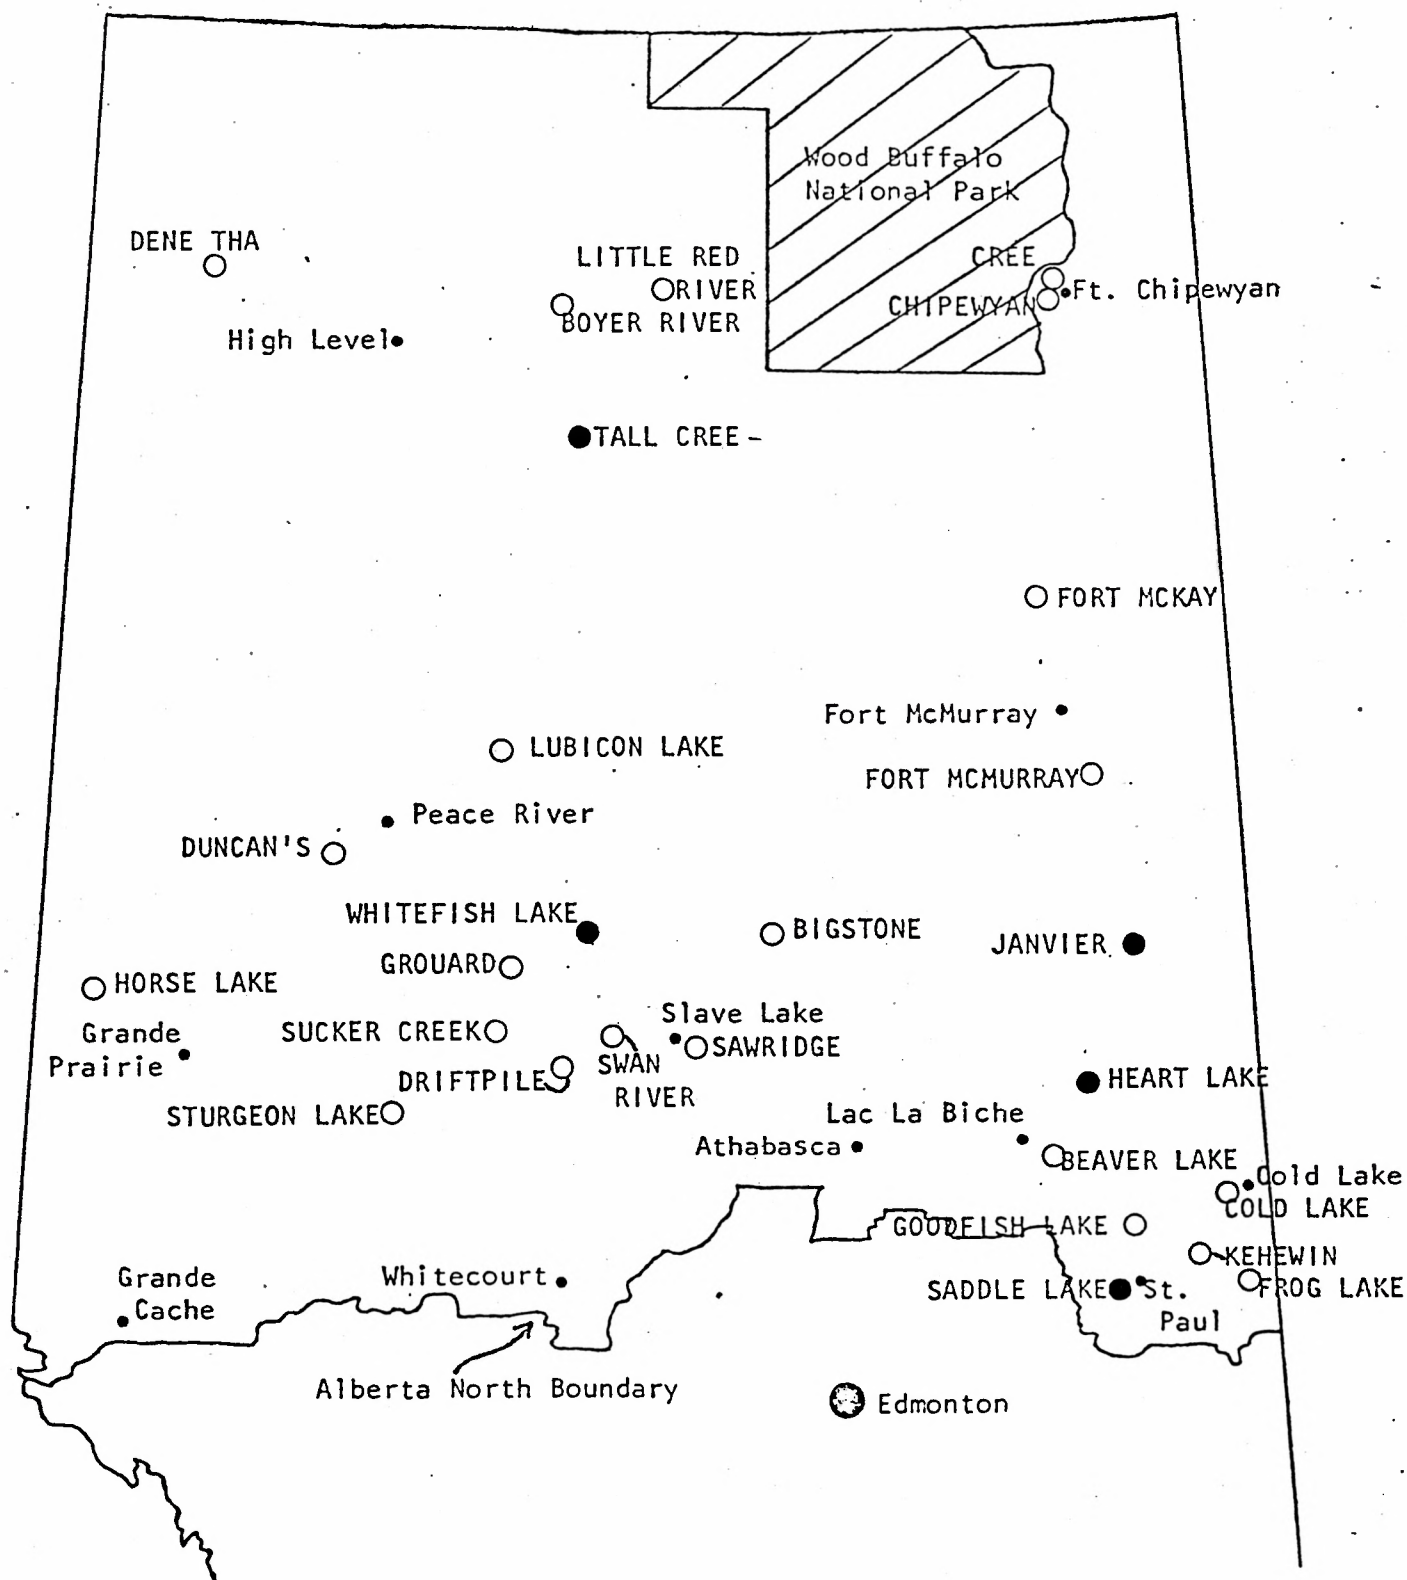 Wood Buffalo
National Park
DENE THA
LITTLE RED
RIVER
BOYER RIVER
CREE
CHIPEWYAN
Ft. Chipewyan
High Level
TALL CREE -
FORT MCKAY
Fort McMurray
LUBICON LAKE
FORT MCMURRAY
Peace River
DUNCAN'S
WHITEFISH LAKE
BIGSTONE
JANVIER
GROUARD
HORSE LAKE
Grande
Prairie
SUCKER CREEK
Slave Lake
SAWRIDGE
SWAN
RIVER
DRIFTPILE
HEART LAKE
STURGEON LAKE
Lac La Biche
Athabasca
BEAVER LAKE
Cold Lake
COLD LAKE
GOODFISH LAKE
KEHEWIN
Grande
Cache
Whitecourt
SADDLE LAKE
St.
Paul
FROG LAKE
Alberta North Boundary
Edmonton